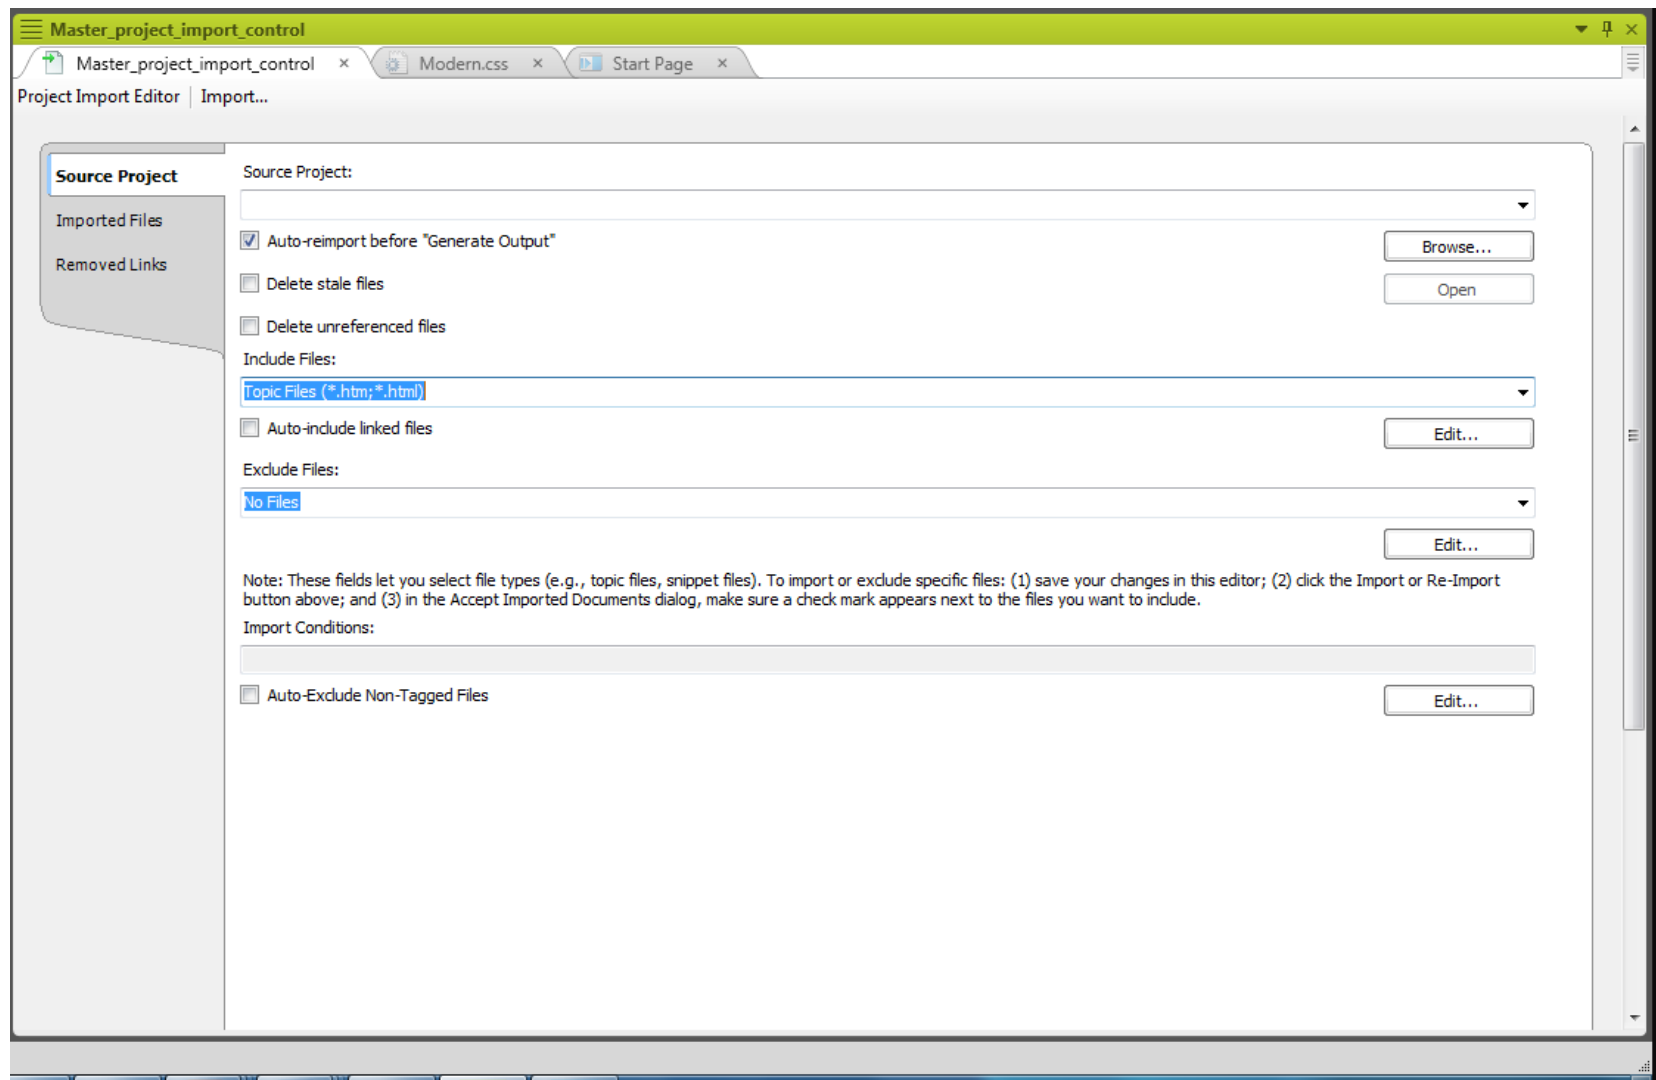 Master_project_import_control
Master_project_import_control × Modern.css × Start Page ×
Project Import Editor Import...
Source Project
Imported Files
Removed Links
Source Project:
Auto-reimport before "Generate Output"
Browse...
Delete stale files
Open
Delete unreferenced files
Include Files:
Topic Files (*.htm;*.html)
Auto-include linked files
Edit...
Exclude Files:
No Files
Edit...
Note: These fields let you select file types (e.g., topic files, snippet files). To import or exclude specific files: (1) save your changes in this editor; (2) click the Import or Re-Import
button above; and (3) in the Accept Imported Documents dialog, make sure a check mark appears next to the files you want to include.
Import Conditions:
Auto-Exclude Non-Tagged Files
Edit...